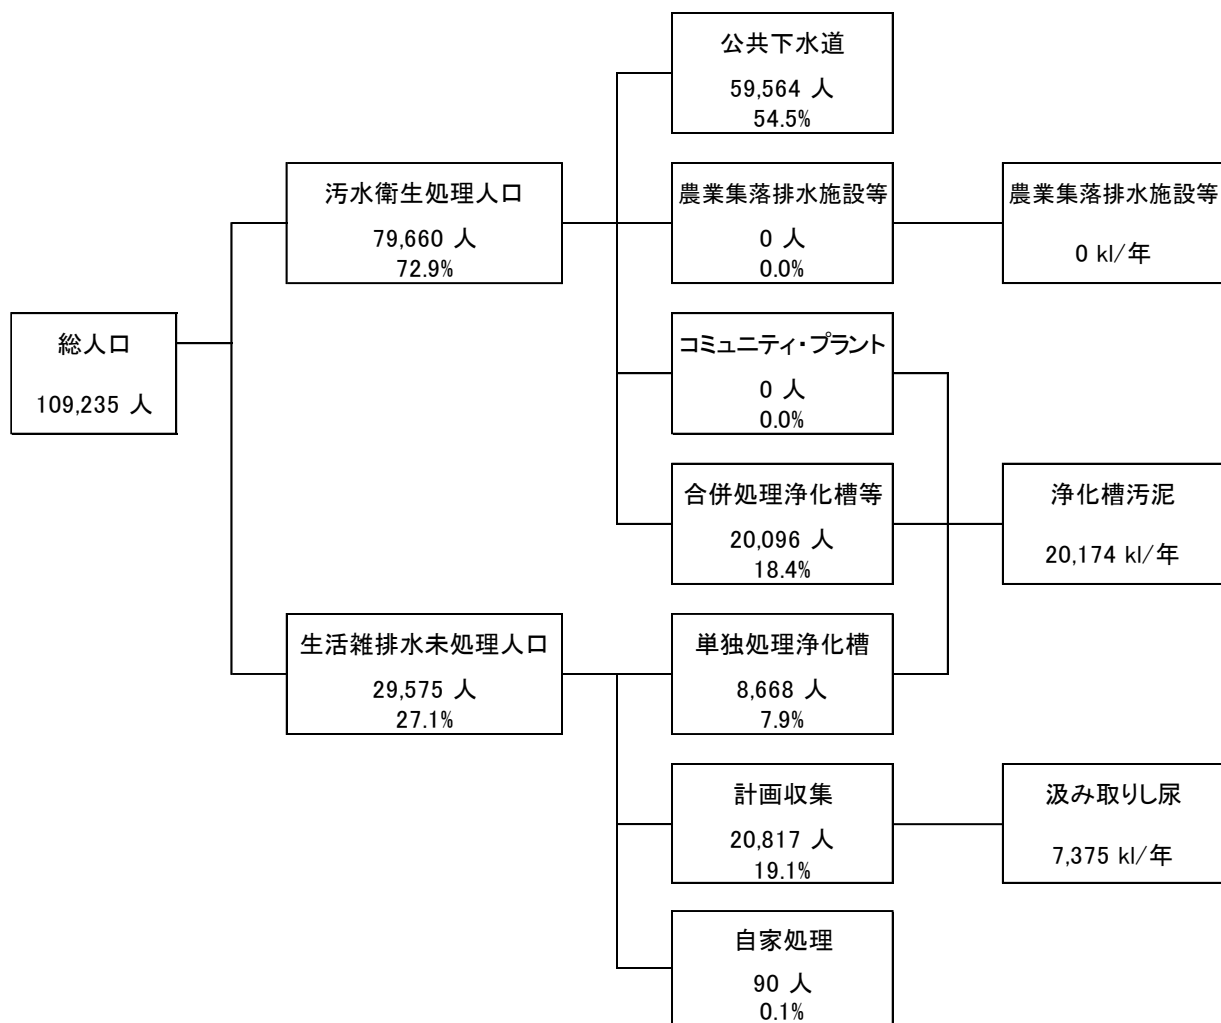 公共下水道
59,564 人
54.5%
汚水衛生処理人口
79,660 人
72.9%
農業集落排水施設等
0 人
0.0%
農業集落排水施設等
0 kl/年
総人口
109,235 人
コミュニティ・プラント
0 人
0.0%
合併処理浄化槽等
20,096 人
18.4%
浄化槽汚泥
20,174 kl/年
生活雑排水未処理人口
29,575 人
27.1%
単独処理浄化槽
8,668 人
7.9%
計画収集
20,817 人
19.1%
汲み取りし尿
7,375 kl/年
自家処理
90 人
0.1%